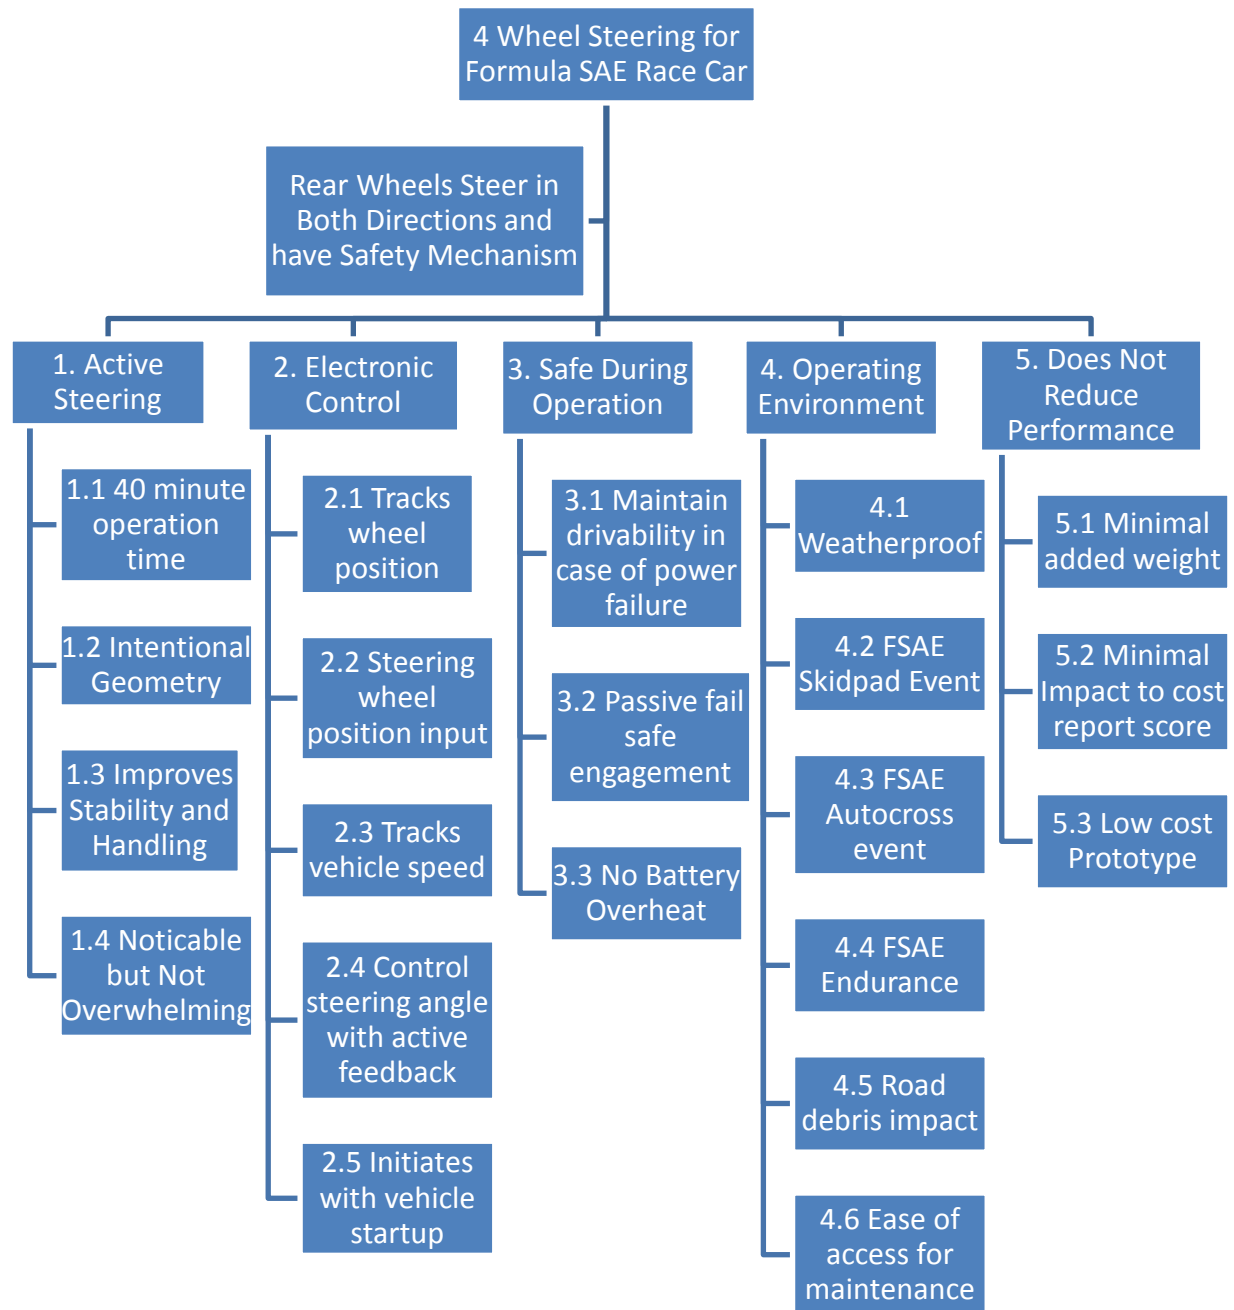 4 Wheel Steering for
Formula SAE Race Car
Rear Wheels Steer in
Both Directions and
have Safety Mechanism
1. Active
Steering
1.1 40 minute
operation
time
1.2 Intentional
Geometry
1.3 Improves
Stability and
Handling
1.4 Noticable
but Not
Overwhelming
2. Electronic
Control
2.1 Tracks
wheel
position
2.2 Steering
wheel
position input
2.3 Tracks
vehicle speed
2.4 Control
steering angle
with active
feedback
2.5 Initiates
with vehicle
startup
3. Safe During
Operation
3.1 Maintain
drivability in
case of power
failure
3.2 Passive fail
safe
engagement
3.3 No Battery
Overheat
4. Operating
Environment
4.1
Weatherproof
4.2 FSAE
Skidpad Event
4.3 FSAE
Autocross
event
4.4 FSAE
Endurance
4.5 Road
debris impact
4.6 Ease of
access for
maintenance
5. Does Not
Reduce
Performance
5.1 Minimal
added weight
5.2 Minimal
Impact to cost
report score
5.3 Low cost
Prototype